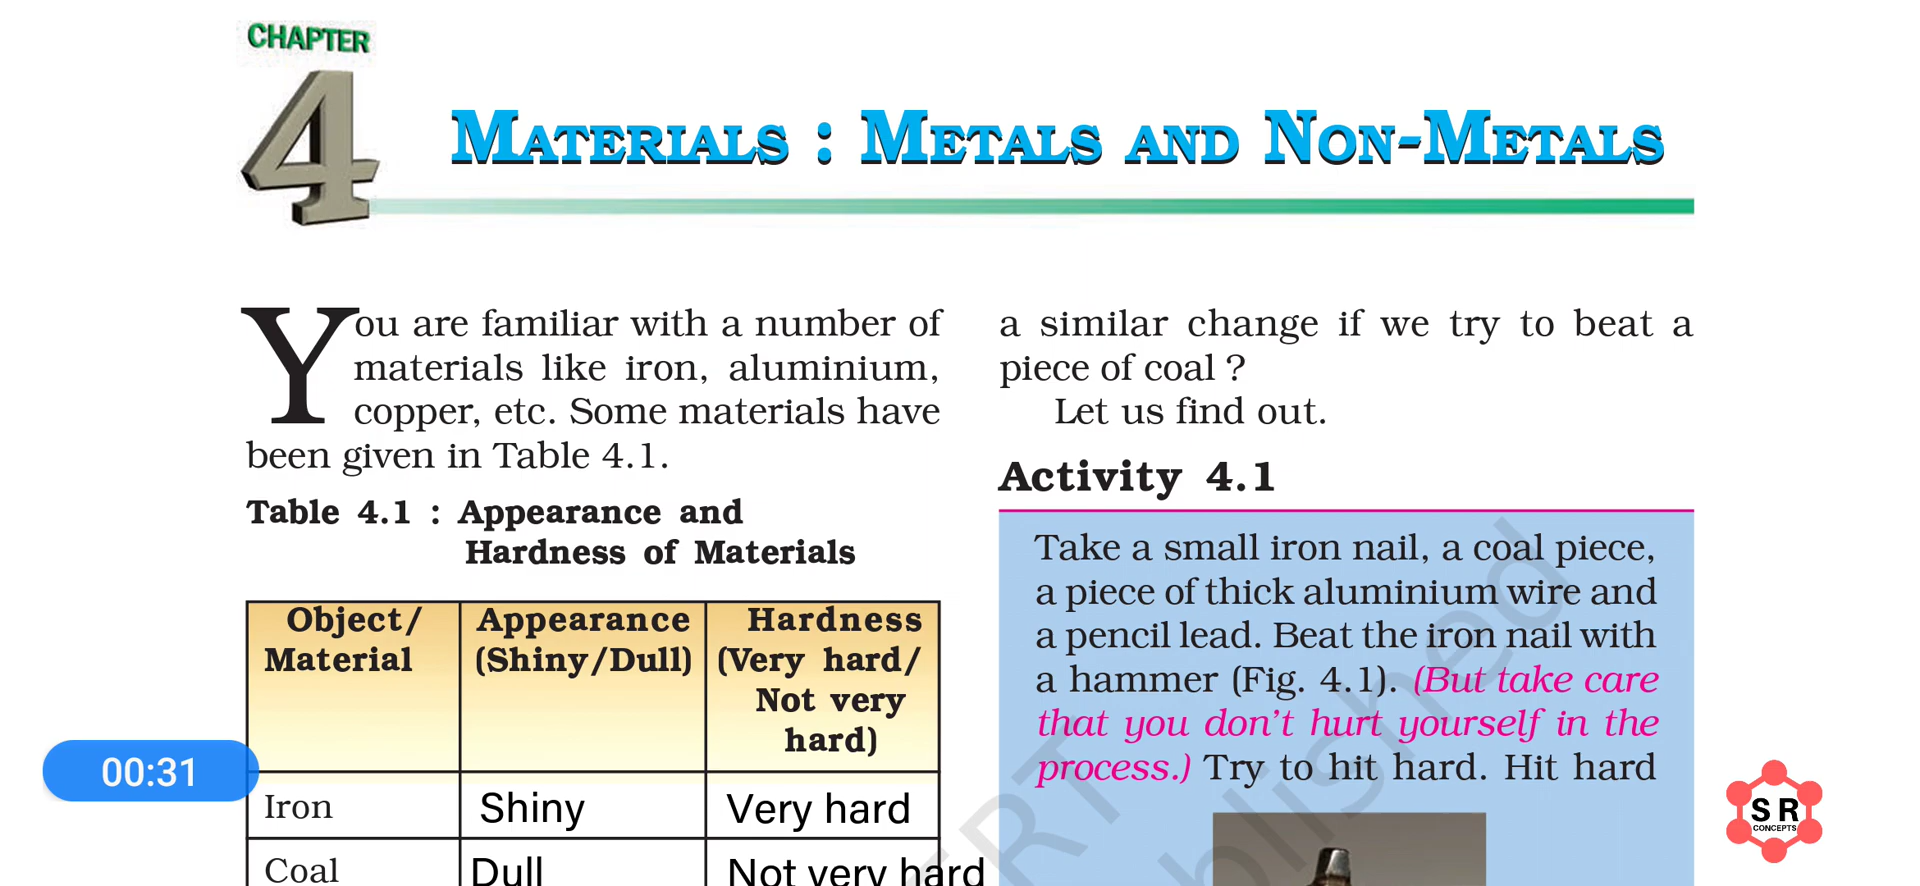 CHAPTER
4
MATERIALS : METALS AND NON-METALS
You are familiar with a number of
materials like iron, aluminium,
copper, etc. Some materials have
been given in Table 4.1.
Table 4.1 : Appearance and
Hardness of Materials
Object/
Material
Appearance
(Shiny/Dull)
Hardness
(Very hard/
Not very
hard)
Iron
Shiny
Very hard
Coal
Dull
Not very hard
00:31
a similar change if we try to beat a
piece of coal ?
Let us find out.
Activity 4.1
Take a small iron nail, a coal piece,
a piece of thick aluminium wire and
a pencil lead. Beat the iron nail with
a hammer (Fig. 4.1). (But take care
that you don't hurt yourself in the
process.) Try to hit hard. Hit hard
S R
CONCEPTS